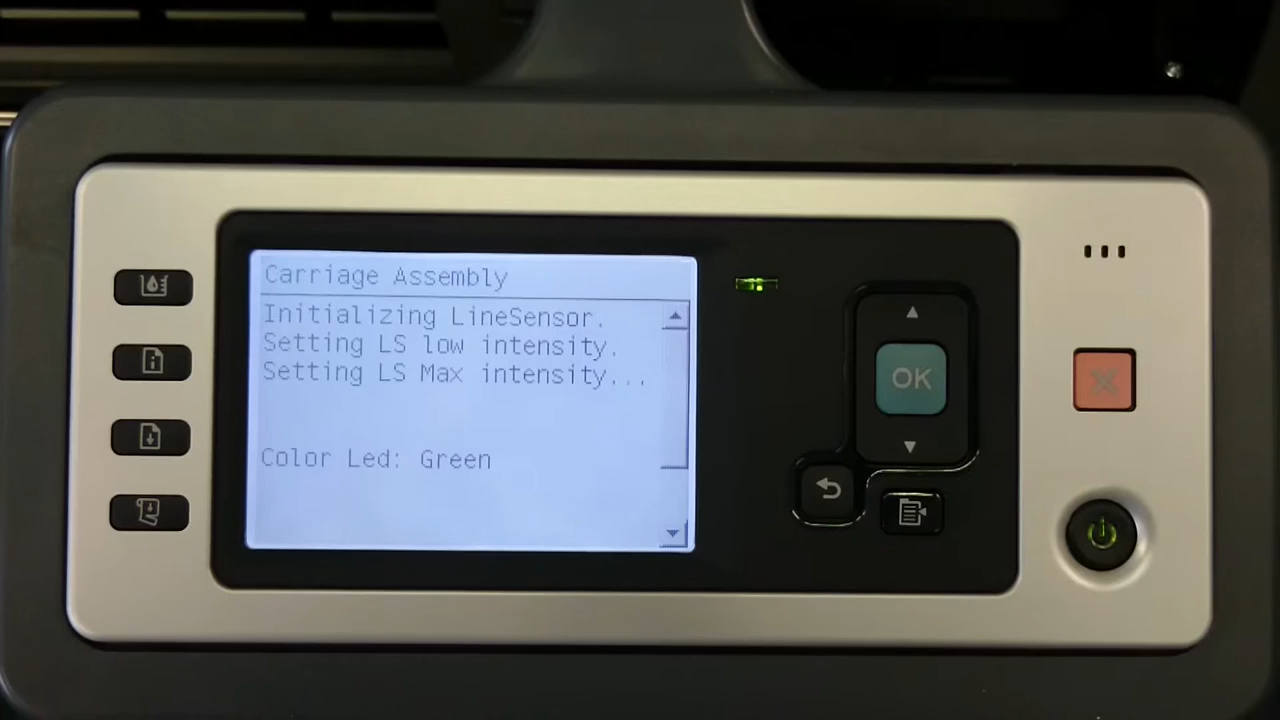 Carriage Assembly
Initializing LineSensor.
Setting LS low intensity.
Setting LS Max intensity...
Color Led: Green
OK